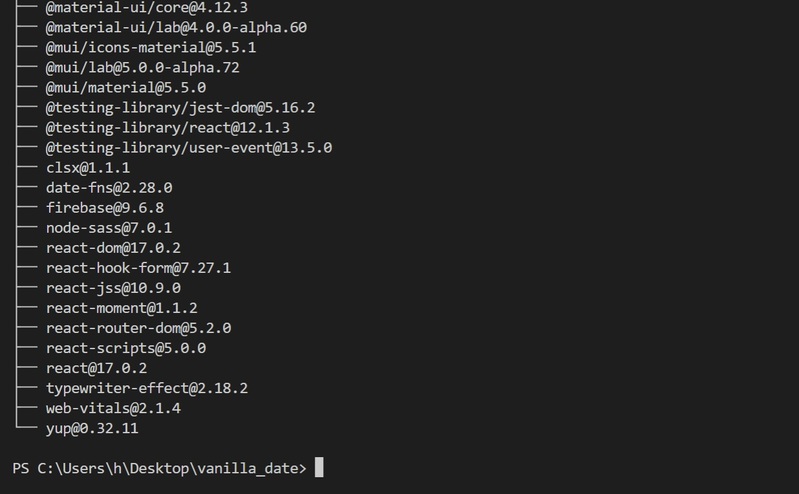 ├── @material-ui/core@4.12.3
├── @material-ui/lab@4.0.0-alpha.60
├── @mui/icons-material@5.5.1
├── @mui/lab@5.0.0-alpha.72
├── @mui/material@5.5.0
├── @testing-library/jest-dom@5.16.2
├── @testing-library/react@12.1.3
├── @testing-library/user-event@13.5.0
├── clsx@1.1.1
├── date-fns@2.28.0
├── firebase@9.6.8
├── node-sass@7.0.1
├── react-dom@17.0.2
├── react-hook-form@7.27.1
├── react-jss@10.9.0
├── react-moment@1.1.2
├── react-router-dom@5.2.0
├── react-scripts@5.0.0
├── react@17.0.2
├── typewriter-effect@2.18.2
├── web-vitals@2.1.4
└── yup@0.32.11
PS C:\Users\h\Desktop\vanilla_date>